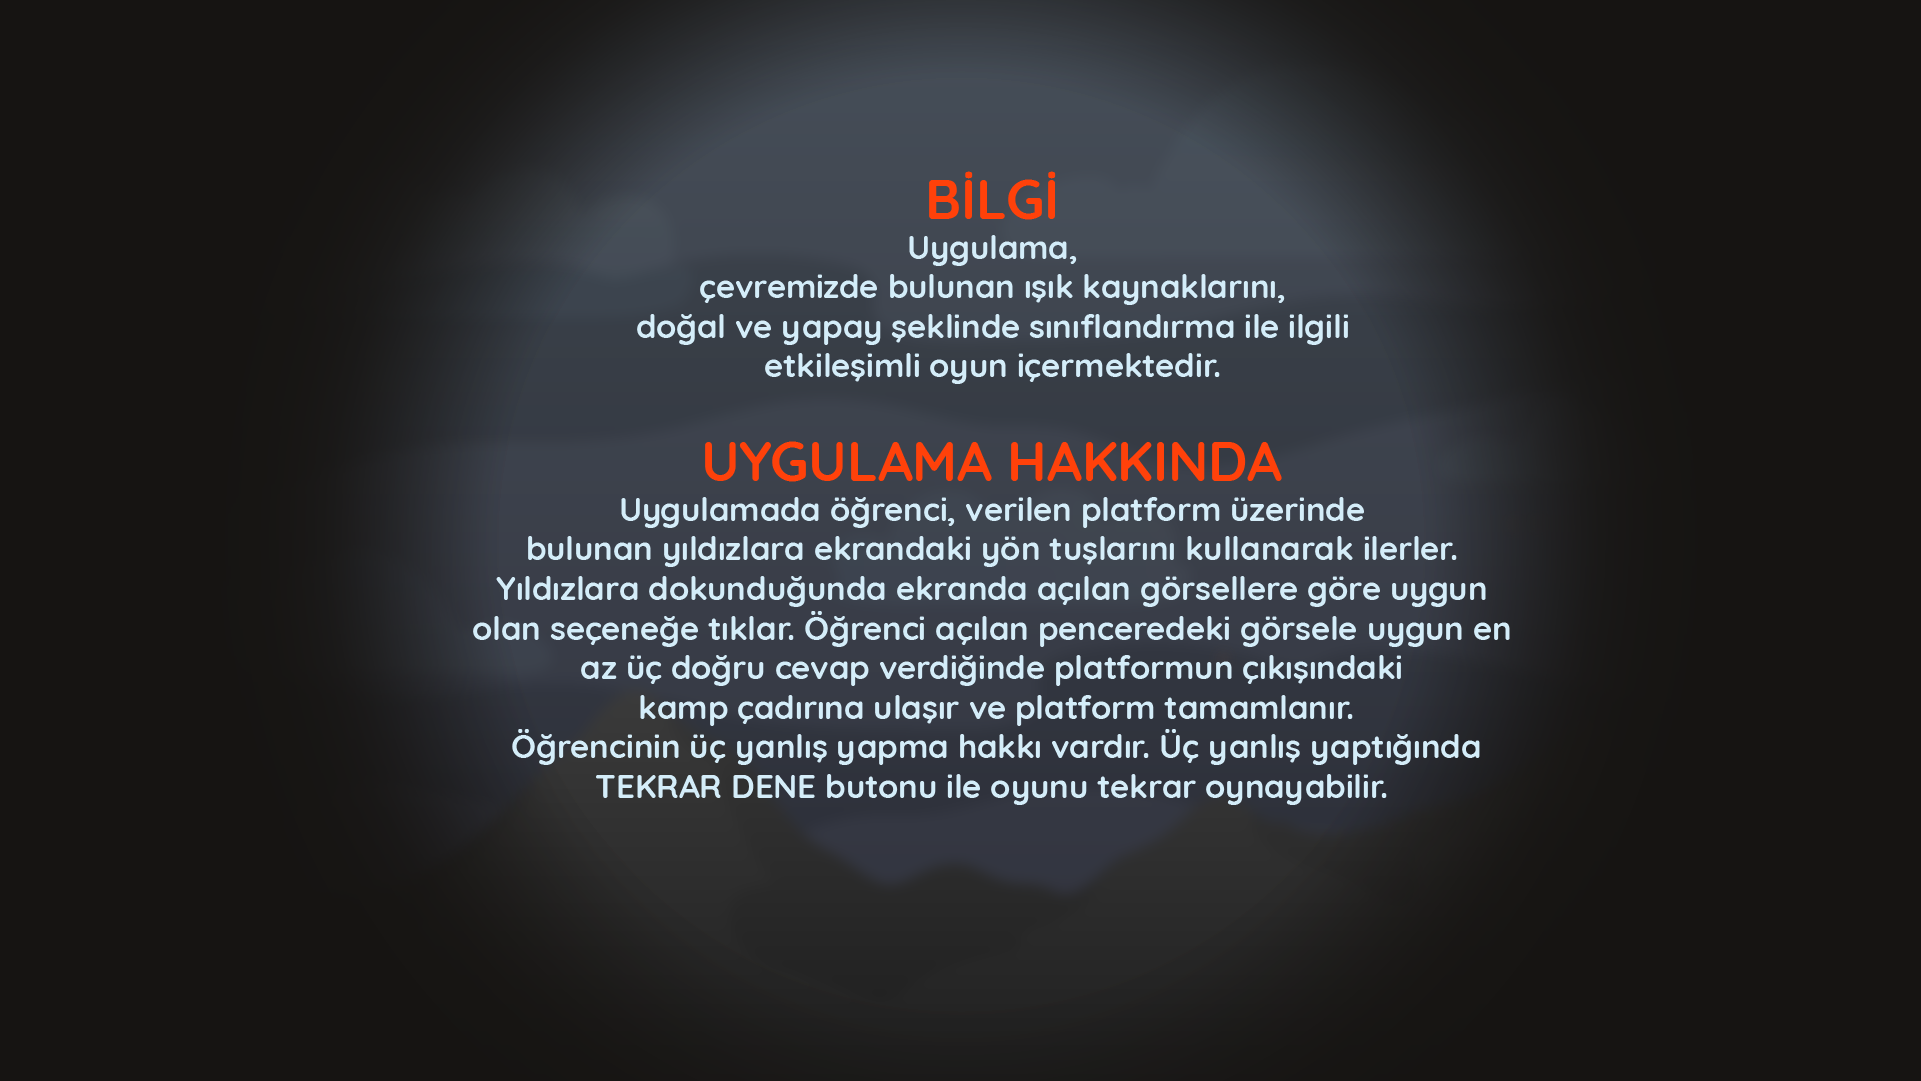 BİLGİ
Uygulama,
çevremizde bulunan ışık kaynaklarını,
doğal ve yapay şeklinde sınıflandırma ile ilgili
etkileşimli oyun içermektedir.
UYGULAMA HAKKINDA
Uygulamada öğrenci, verilen platform üzerinde
bulunan yıldızlara ekrandaki yön tuşlarını kullanarak ilerler.
Yıldızlara dokunduğunda ekranda açılan görsellere göre uygun
olan seçeneğe tıklar. Öğrenci açılan penceredeki görsele uygun en
az üç doğru cevap verdiğinde platformun çıkışındaki
kamp çadırına ulaşır ve platform tamamlanır.
Öğrencinin üç yanlış yapma hakkı vardır. Üç yanlış yaptığında
TEKRAR DENE butonu ile oyunu tekrar oynayabilir.